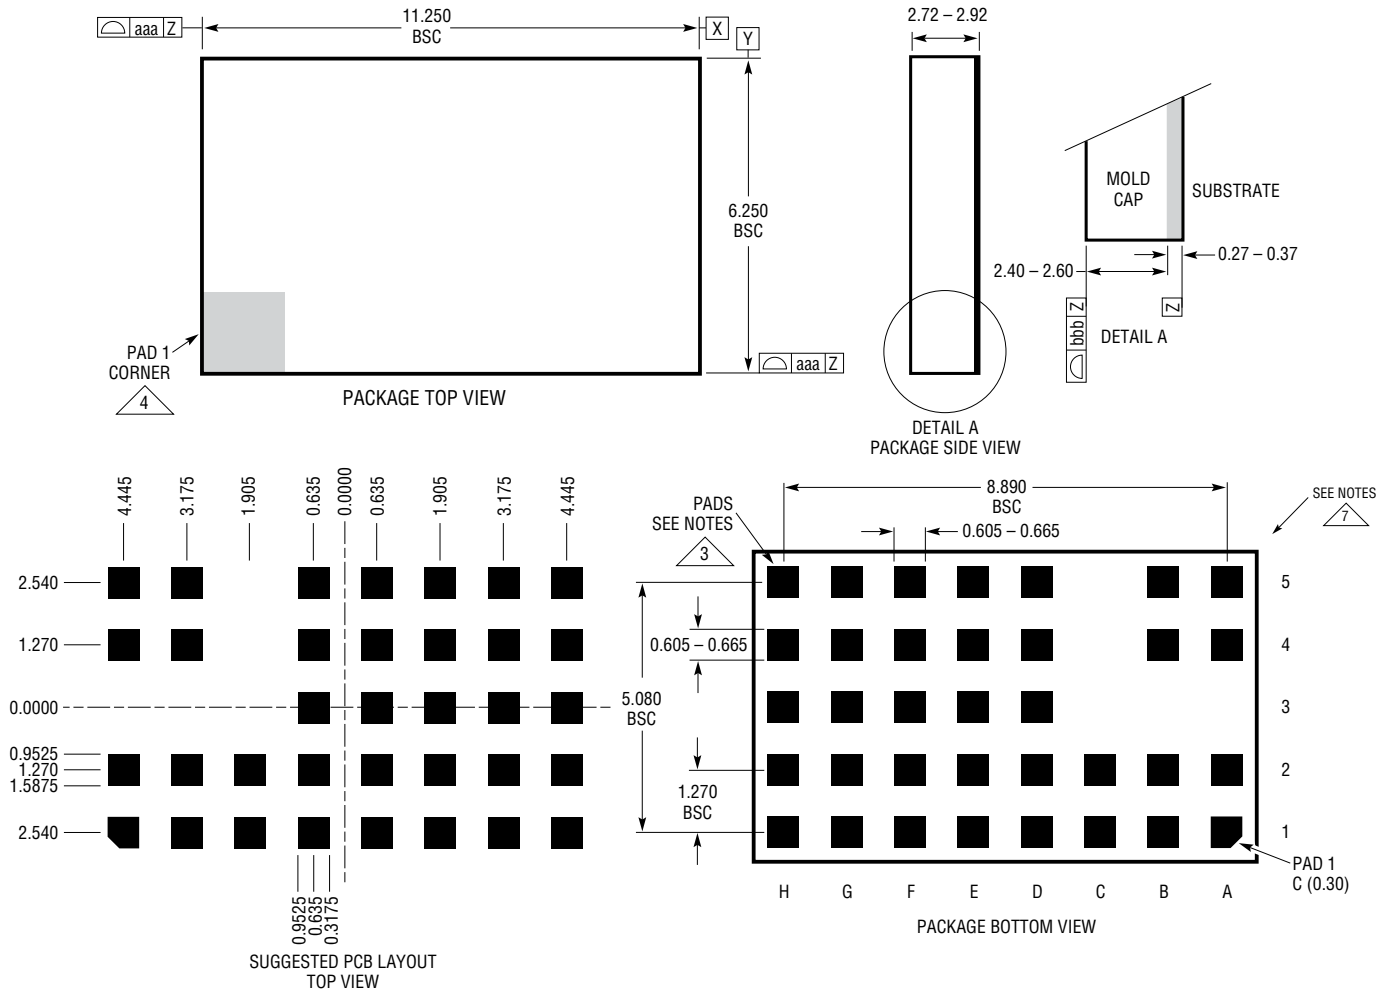 aaa Z
11.250
BSC
X
Y
6.250
BSC
aaa Z
PAD 1
CORNER
4
PACKAGE TOP VIEW
2.72 – 2.92
DETAIL A
PACKAGE SIDE VIEW
MOLD
CAP
SUBSTRATE
0.27 – 0.37
2.40 – 2.60
bbb Z
Z
DETAIL A
4.445
3.175
1.905
0.635
0.0000
0.635
1.905
3.175
4.445
2.540
1.270
0.0000
0.9525
1.270
1.5875
2.540
0.9525
0.635
0.3175
SUGGESTED PCB LAYOUT
TOP VIEW
PADS
SEE NOTES
3
8.890
BSC
0.605 – 0.665
SEE NOTES
7
0.605 – 0.665
5.080
BSC
1.270
BSC
5
4
3
2
1
PAD 1
C (0.30)
H G F E D C B A
PACKAGE BOTTOM VIEW